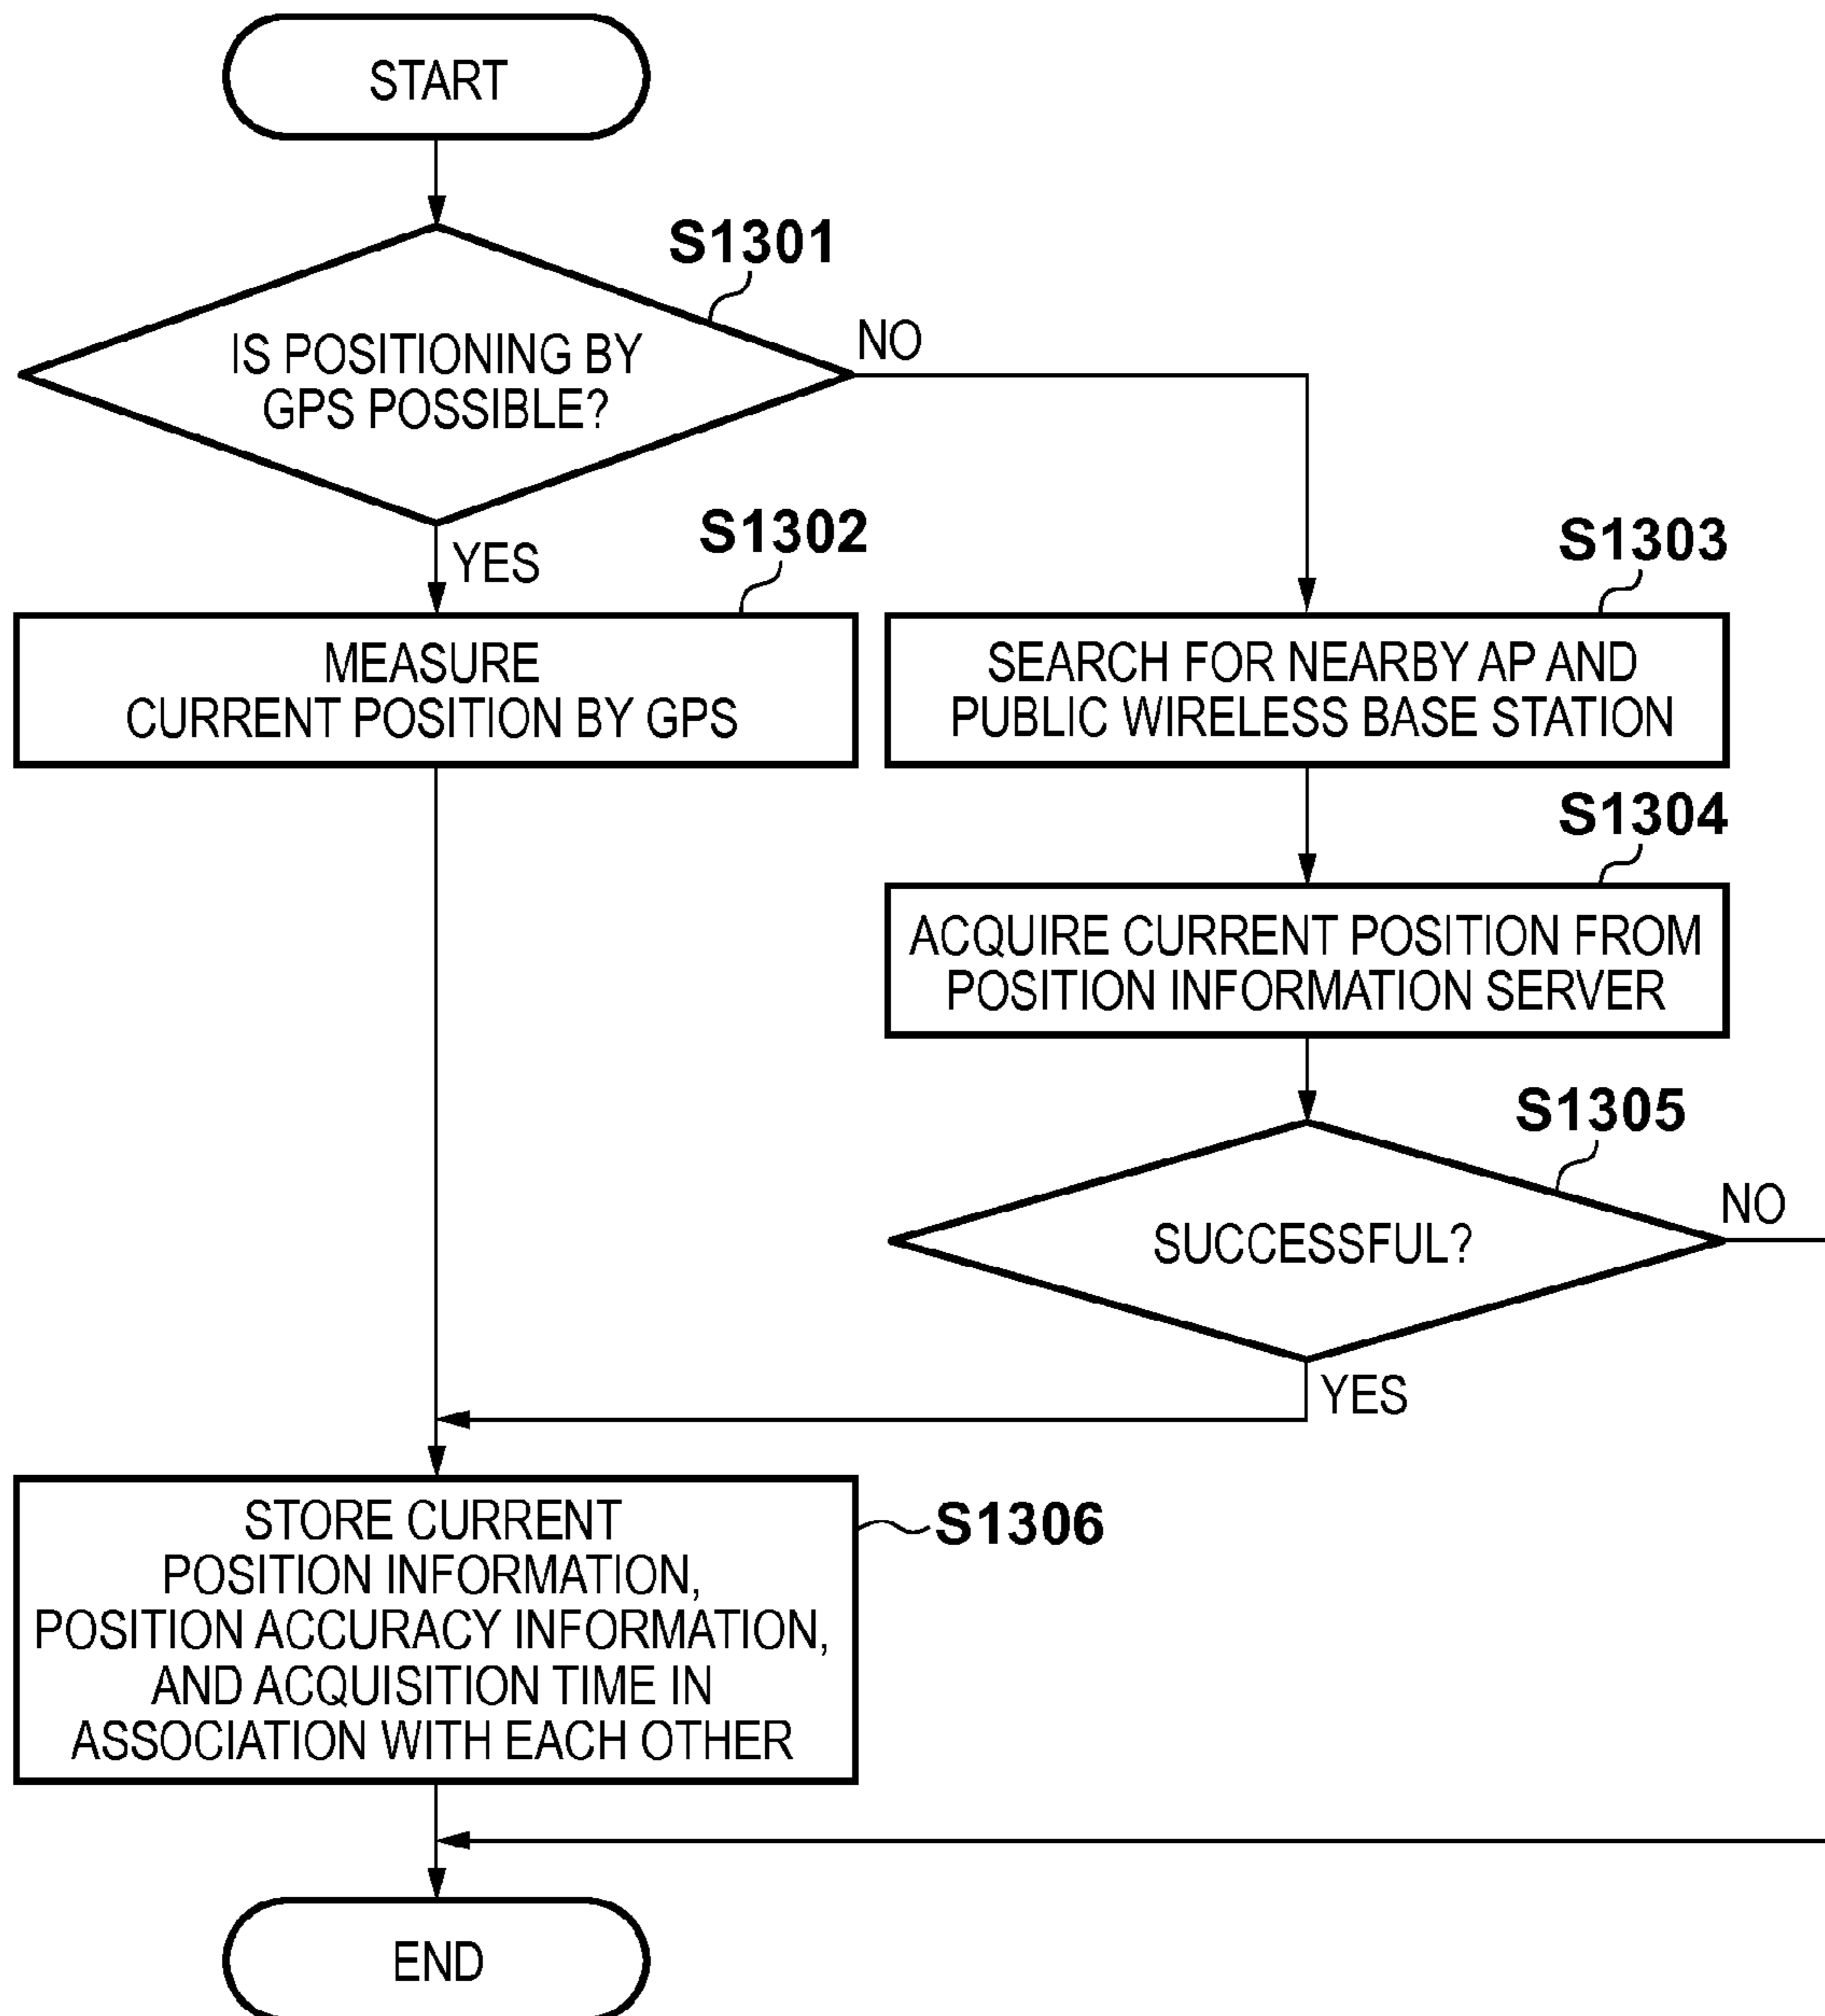 START
S1301
IS POSITIONING BY
GPS POSSIBLE?
NO
YES
S1302
MEASURE
CURRENT POSITION BY GPS
S1303
SEARCH FOR NEARBY AP AND
PUBLIC WIRELESS BASE STATION
S1304
ACQUIRE CURRENT POSITION FROM
POSITION INFORMATION SERVER
S1305
SUCCESSFUL?
NO
YES
STORE CURRENT
POSITION INFORMATION,
POSITION ACCURACY INFORMATION,
AND ACQUISITION TIME IN
ASSOCIATION WITH EACH OTHER
S1306
END